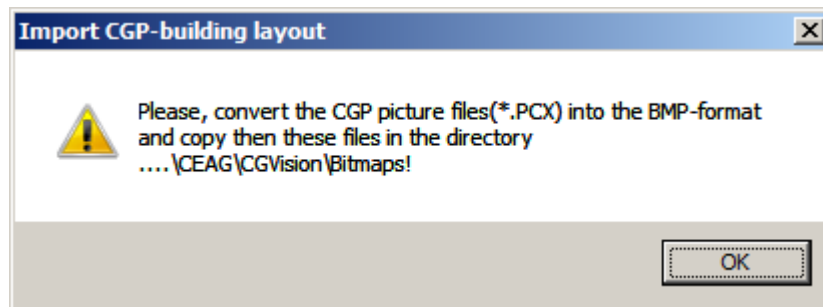 Import CGP-building layout
Please, convert the CGP picture files(*.PCX) into the BMP-format
and copy then these files in the directory
....\CEAG\CGVision\Bitmaps!
OK